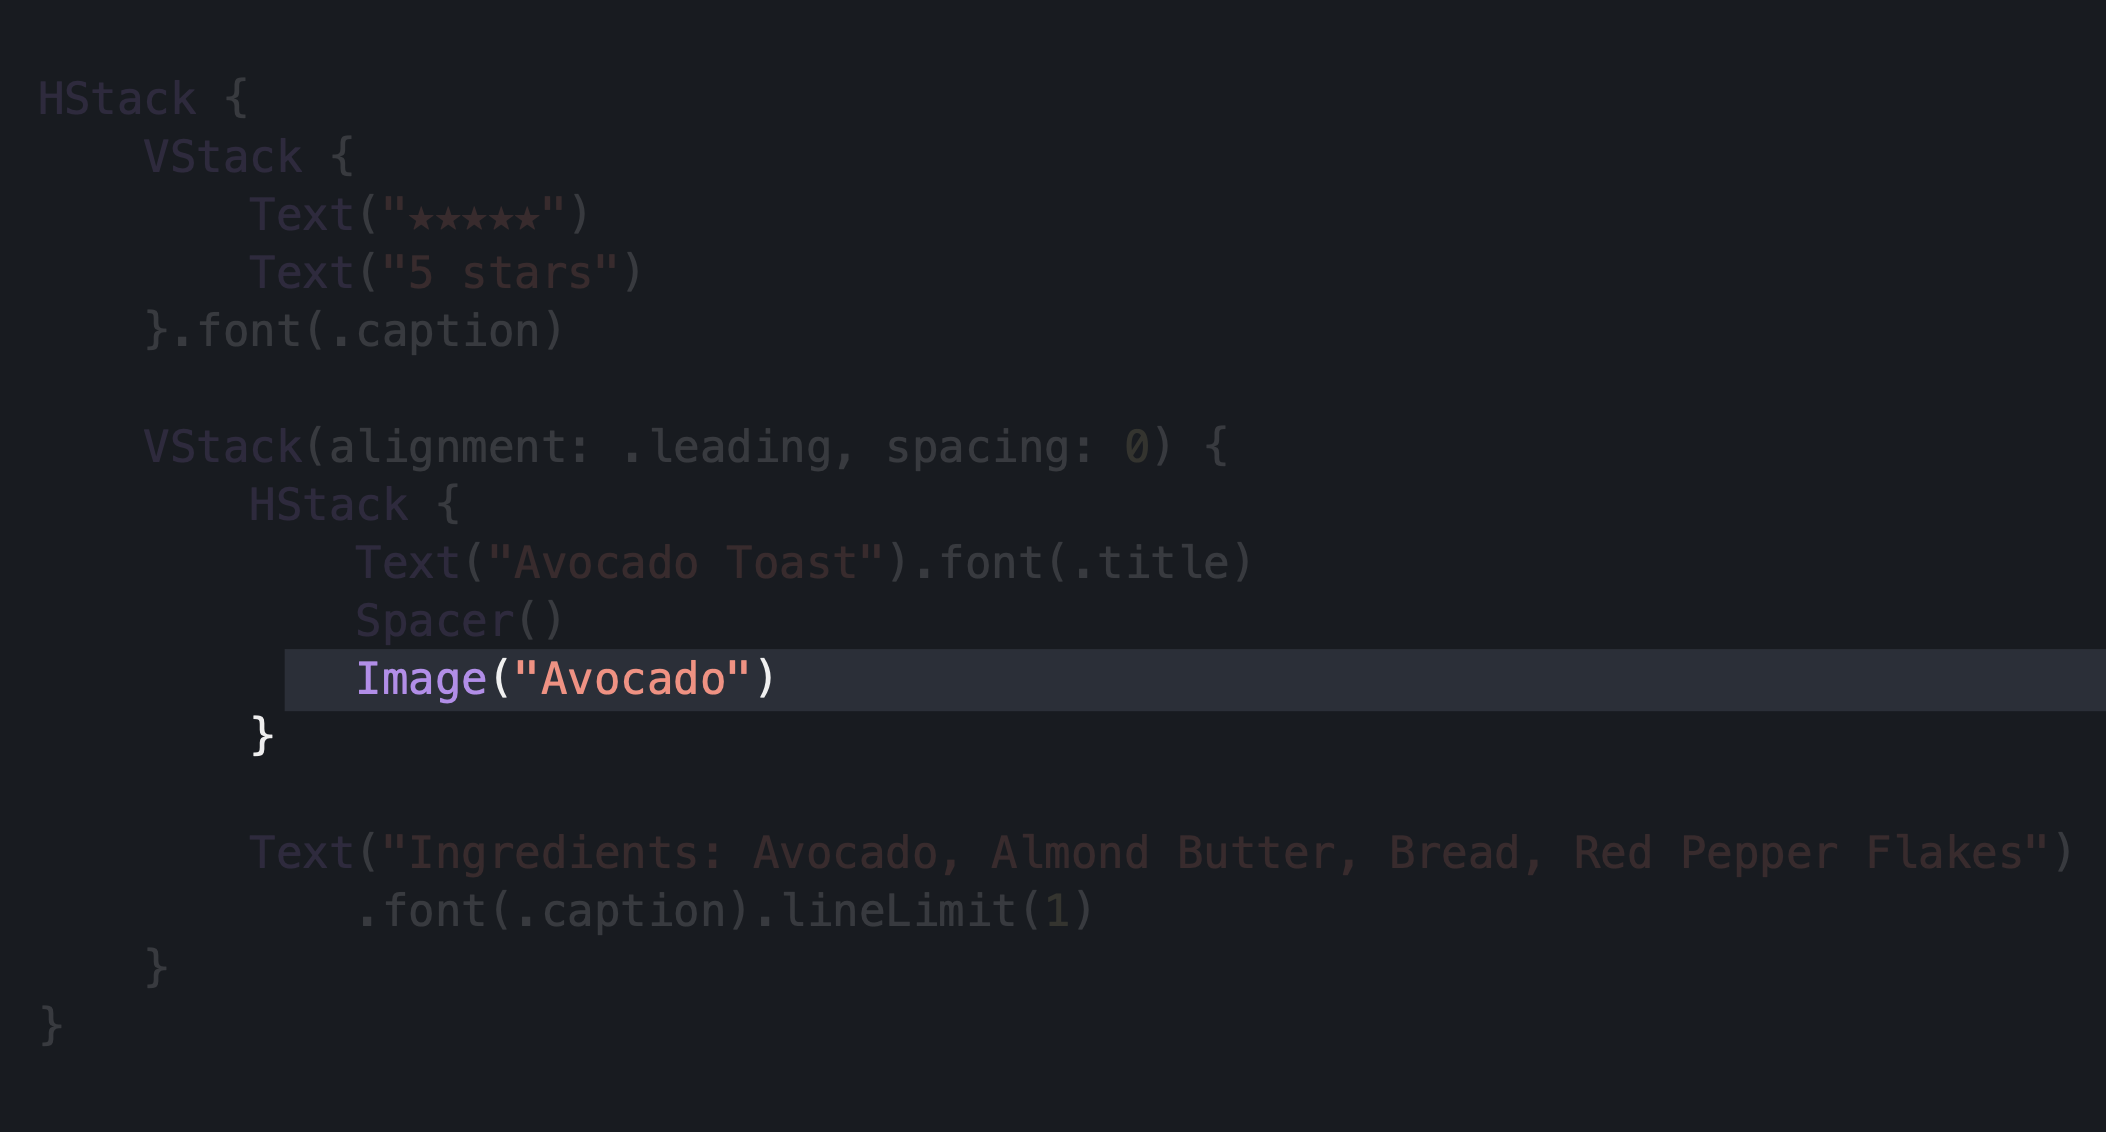 HStack {
    VStack {
        Text("★★★★★")
        Text("5 stars")
    }.font(.caption)

    VStack(alignment: .leading, spacing: 0) {
        HStack {
            Text("Avocado Toast").font(.title)
            Spacer()
            Image("Avocado")
        }

        Text("Ingredients: Avocado, Almond Butter, Bread, Red Pepper Flakes")
            .font(.caption).lineLimit(1)
    }
}